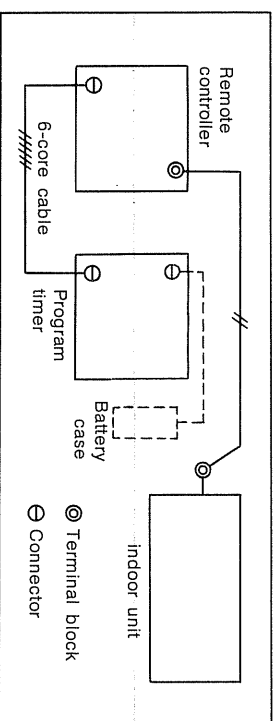 Remote
controller
6-core cable
Program
timer
Battery
case
indoor unit
Terminal block
Connector